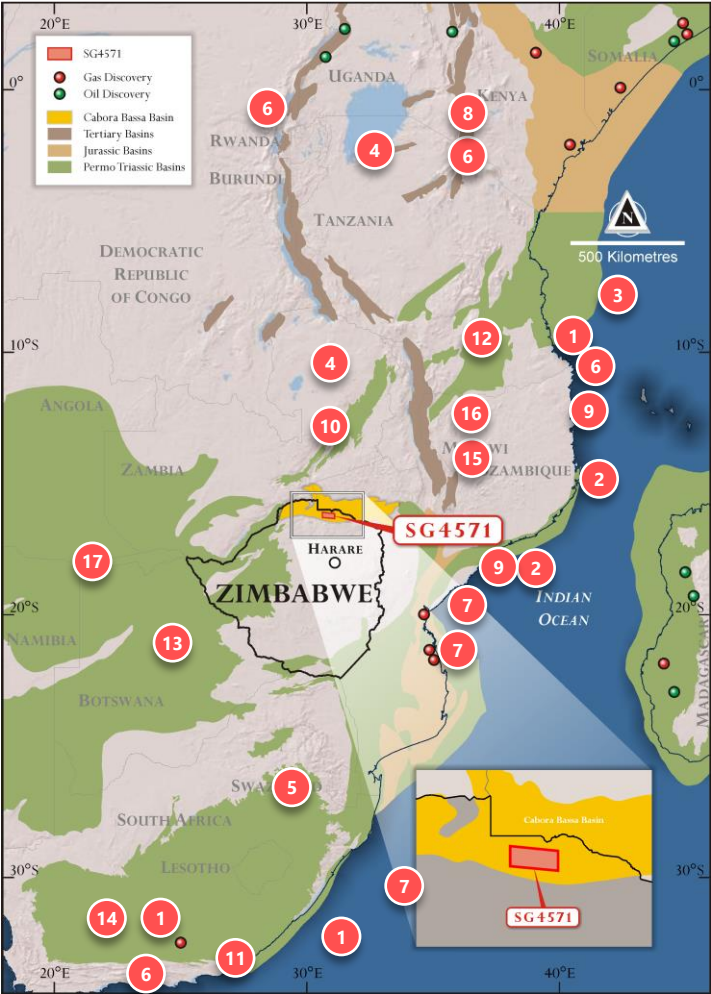 20°E
30°E
40°E
SG4571
Gas Discovery
Oil Discovery
Cabora Bassa Basin
Tertiary Basins
Jurassic Basins
Permo Triassic Basins
SOMALIA
0°
UGANDA
KENYA
6
8
RWANDA
4
6
BURUNDI
TANZANIA
N
500 Kilometres
DEMOCRATIC
REPUBLIC
OF CONGO
3
10°S
12
1
10°S
4
6
ANGOLA
10
16
9
M WI
ZAMBIA
15
ZAMBIQUE
2
SG4571
HARARE
17
9
2
ZIMBABWE
7
INDIAN
OCEAN
20°S
20°S
NAMIBIA
13
7
MADAGASCAR
BOTSWANA
SWAZ D
5
Cabora Bassa Basin
SOUTH AFRICA
LESOTHO
30°S
7
30°S
14
1
SG4571
1
11
6
20°E
30°E
40°E